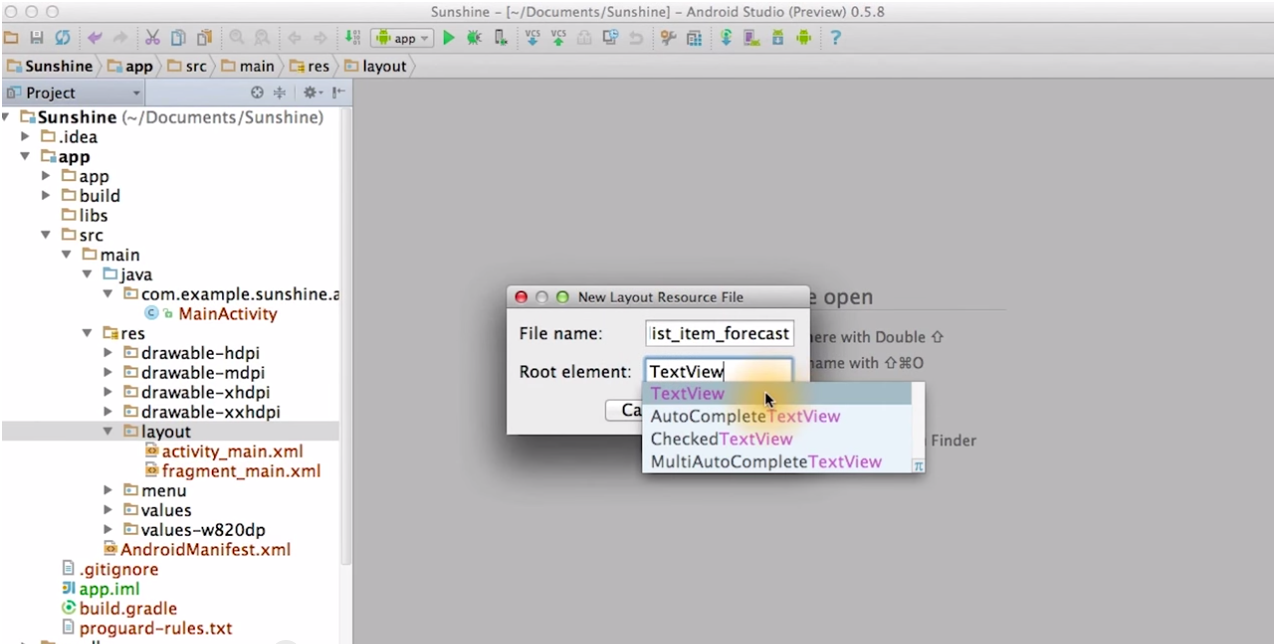 Sunshine – [~/Documents/Sunshine] – Android Studio (Preview) 0.5.8
VCS VCS app ?
Sunshine app src main res layout
Project
Sunshine (~/Documents/Sunshine)
.idea
app
app
build
libs
src
main
java
com.example.sunshine.a
MainActivity
res
drawable-hdpi
drawable-mdpi
drawable-xhdpi
drawable-xxhdpi
layout
activity_main.xml
fragment_main.xml
menu
values
values-w820dp
AndroidManifest.xml
.gitignore
app.iml
build.gradle
proguard-rules.txt
New Layout Resource File
File name: list_item_forecast
Root element: TextView
Ca
TextView
AutoCompleteTextView
CheckedTextView
MultiAutoCompleteTextView
π
e open
here with Double ⇧
name with ⇧⌘O
Finder